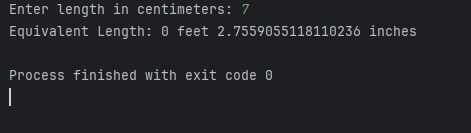 Enter length in centimeters: 7
Equivalent Length: 0 feet 2.7559055118110236 inches
Process finished with exit code 0